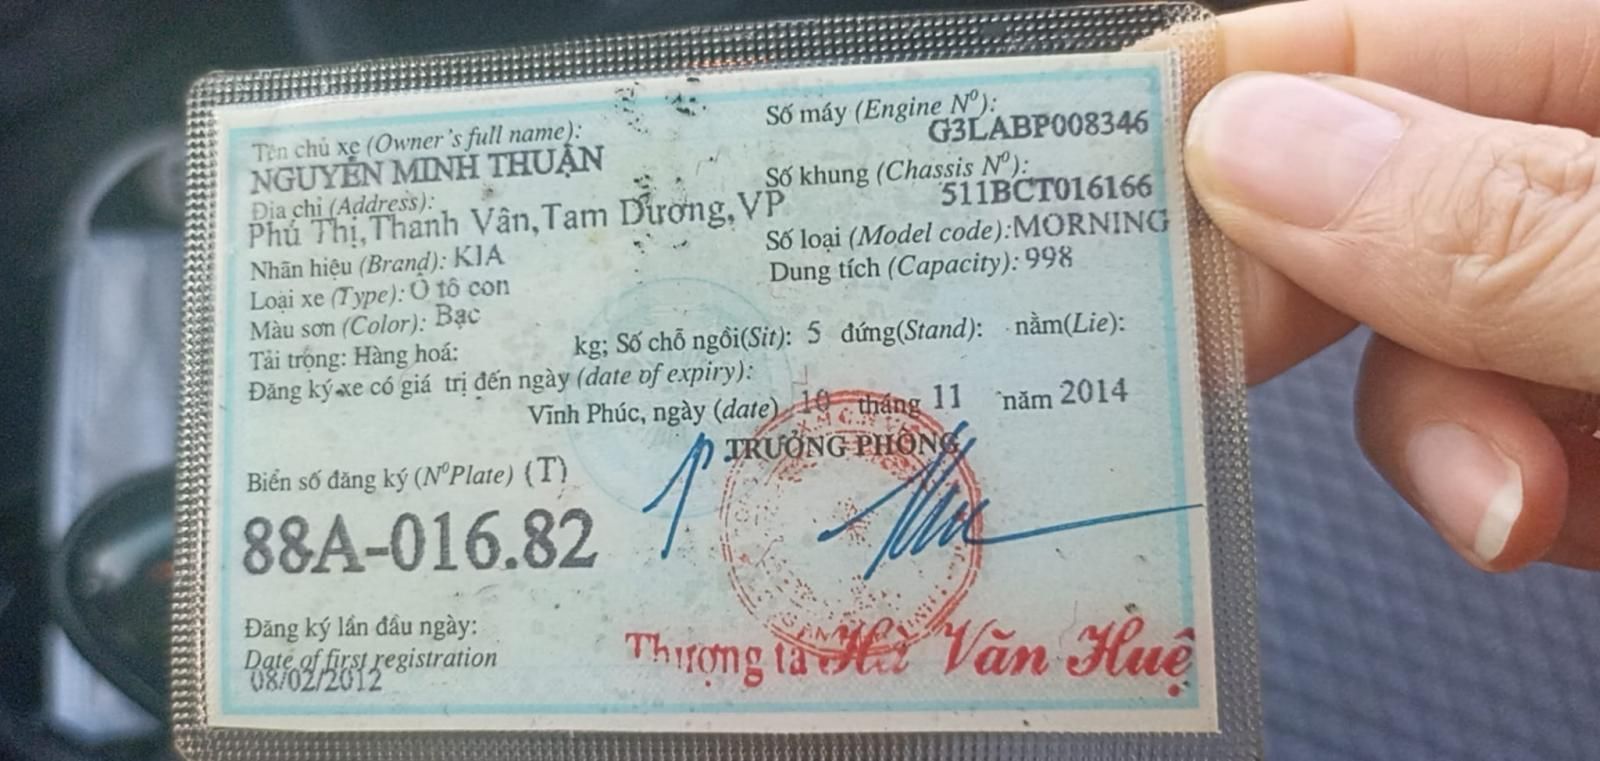 Tên chủ xe (Owner's full name):
NGUYỄN MINH THUẬN
Địa chỉ (Address):
Phú Thị,Thanh Vân,Tam Dương,VP
Nhãn hiệu (Brand): KIA
Loại xe (Type): Ô tô con
Màu sơn (Color): Bạc
Số máy (Engine Nº):
G3LABP008346
Số khung (Chassis Nº):
511BCT016166
Số loại (Model code):MORNING
Dung tích (Capacity): 998
Tải trọng: Hàng hoá: kg; Số chỗ ngồi(Sit): 5 đứng(Stand): nằm(Lie):
Đăng ký xe có giá trị đến ngày (date of expiry):
Vĩnh Phúc, ngày (date) 10 tháng 11 năm 2014
TRƯỞNG PHÒNG
Biển số đăng ký (NºPlate) (T)
88A-016.82
Đăng ký lần đầu ngày:
Date of first registration
08/02/2012
Thượng tá Hà Văn Huệ